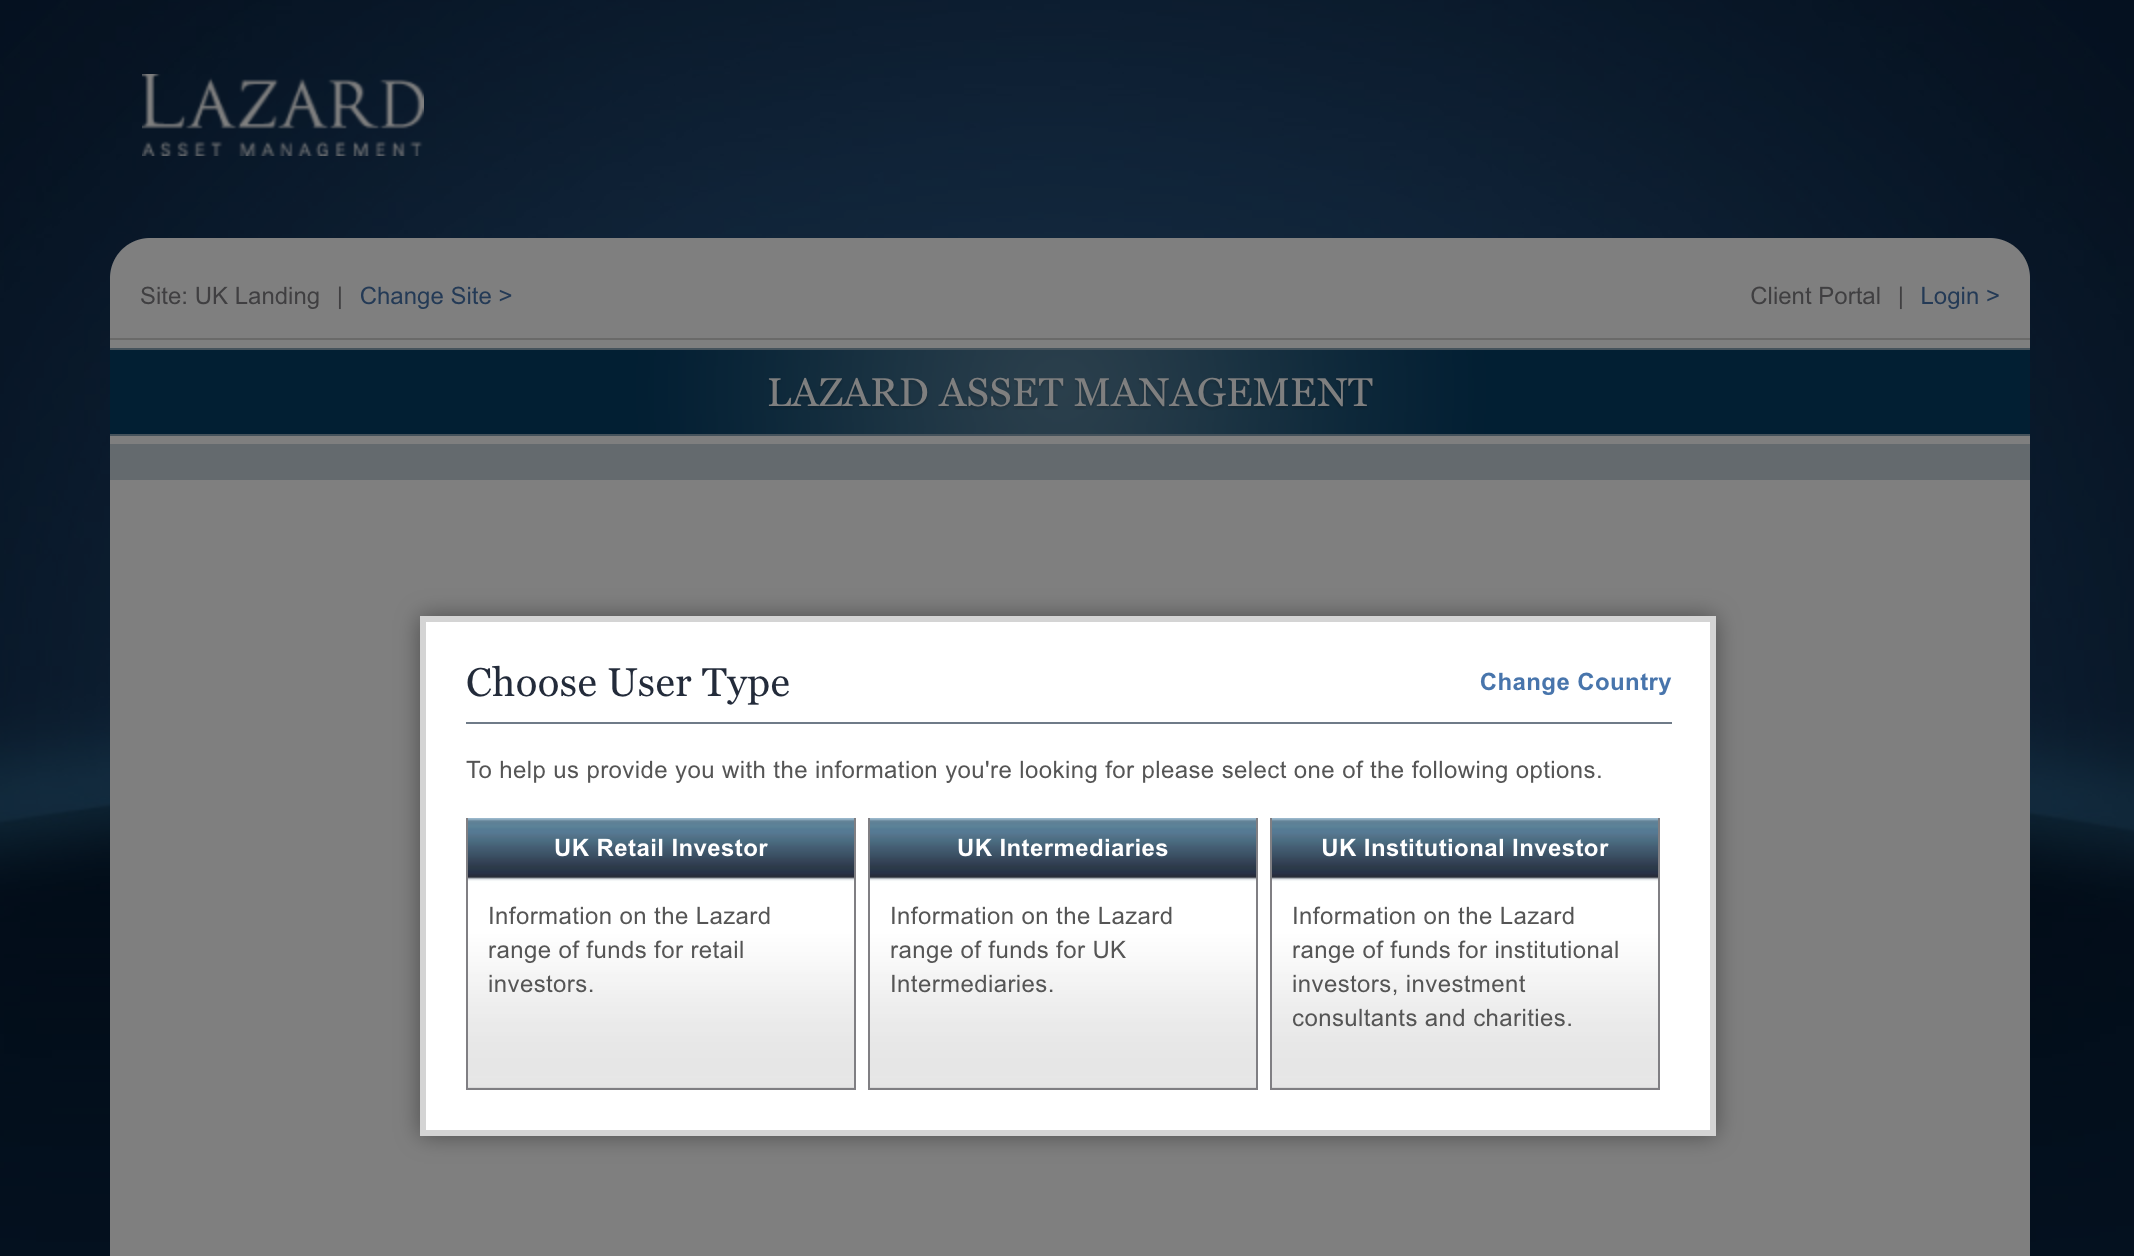 LAZARD
ASSET MANAGEMENT
Site: UK Landing | Change Site >
Client Portal | Login >
LAZARD ASSET MANAGEMENT
Choose User Type
Change Country
To help us provide you with the information you're looking for please select one of the following options.
UK Retail Investor
Information on the Lazard
range of funds for retail
investors.
UK Intermediaries
Information on the Lazard
range of funds for UK
Intermediaries.
UK Institutional Investor
Information on the Lazard
range of funds for institutional
investors, investment
consultants and charities.